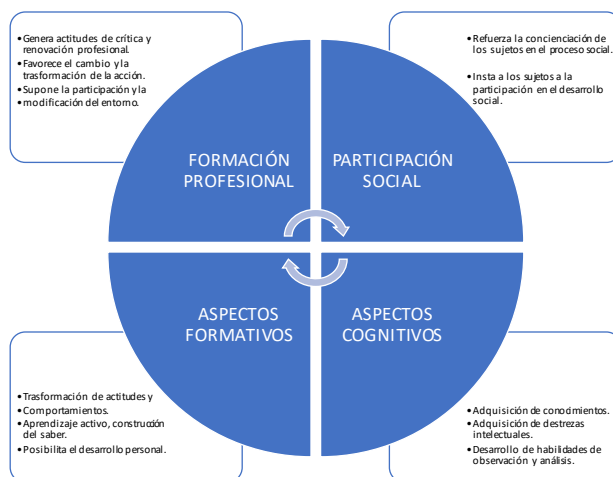 • Genera actitudes de crítica y
renovación profesional.
• Favorece el cambio y la
trasformación de la acción.
• Supone la participación y la
• modificación del entorno.
• Refuerza la concienciación de
los sujetos en el proceso social.
• Insta a los sujetos a la
participación en el desarrollo
social.
FORMACIÓN
PROFESIONAL
PARTICIPACIÓN
SOCIAL
ASPECTOS
FORMATIVOS
ASPECTOS
COGNITIVOS
• Trasformación de actitudes y
• Comportamientos.
• Aprendizaje activo, construcción
del saber.
• Posibilita el desarrollo personal.
• Adquisición de conocimientos.
• Adquisición de destrezas
intelectuales.
• Desarrollo de habilidades de
observación y análisis.